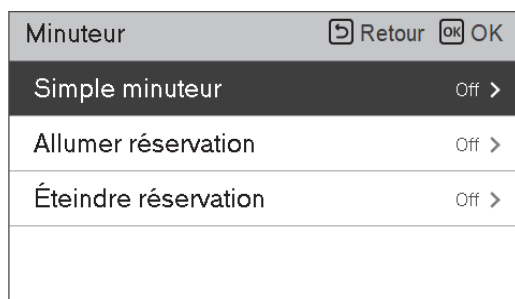 Minuteur Retour OK OK
Simple minuteur Off >
Allumer réservation Off >
Éteindre réservation Off >